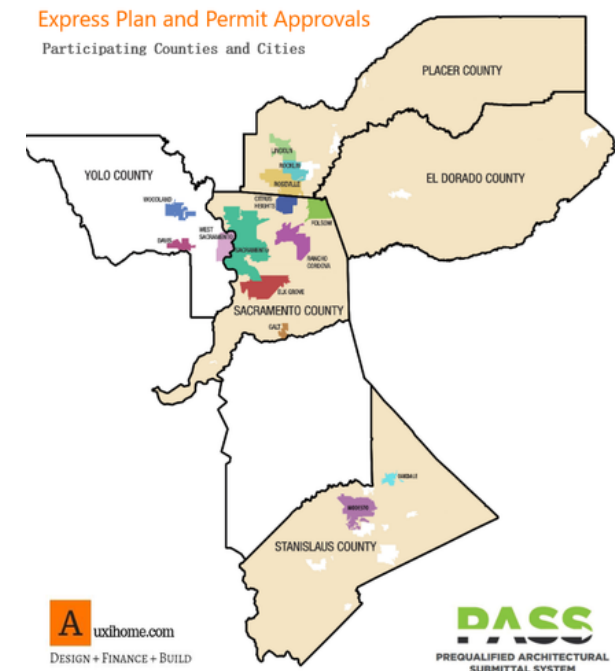 Express Plan and Permit Approvals
Participating Counties and Cities
PLACER COUNTY
LINCOLN
ROCKLIN
EL DORADO COUNTY
YOLO COUNTY
ROSEVILLE
CITRUS
HEIGHTS
WOODLAND
FOLSOM
WEST
SACRAMENTO
DAVIS
SACRAMENTO
RANCHO
CORDOVA
ELK GROVE
SACRAMENTO COUNTY
GALT
OAKDALE
MODESTO
STANISLAUS COUNTY
A uxihome.com
DESIGN + FINANCE + BUILD
PASS
PREQUALIFIED ARCHITECTURAL
SUBMITTAL SYSTEM